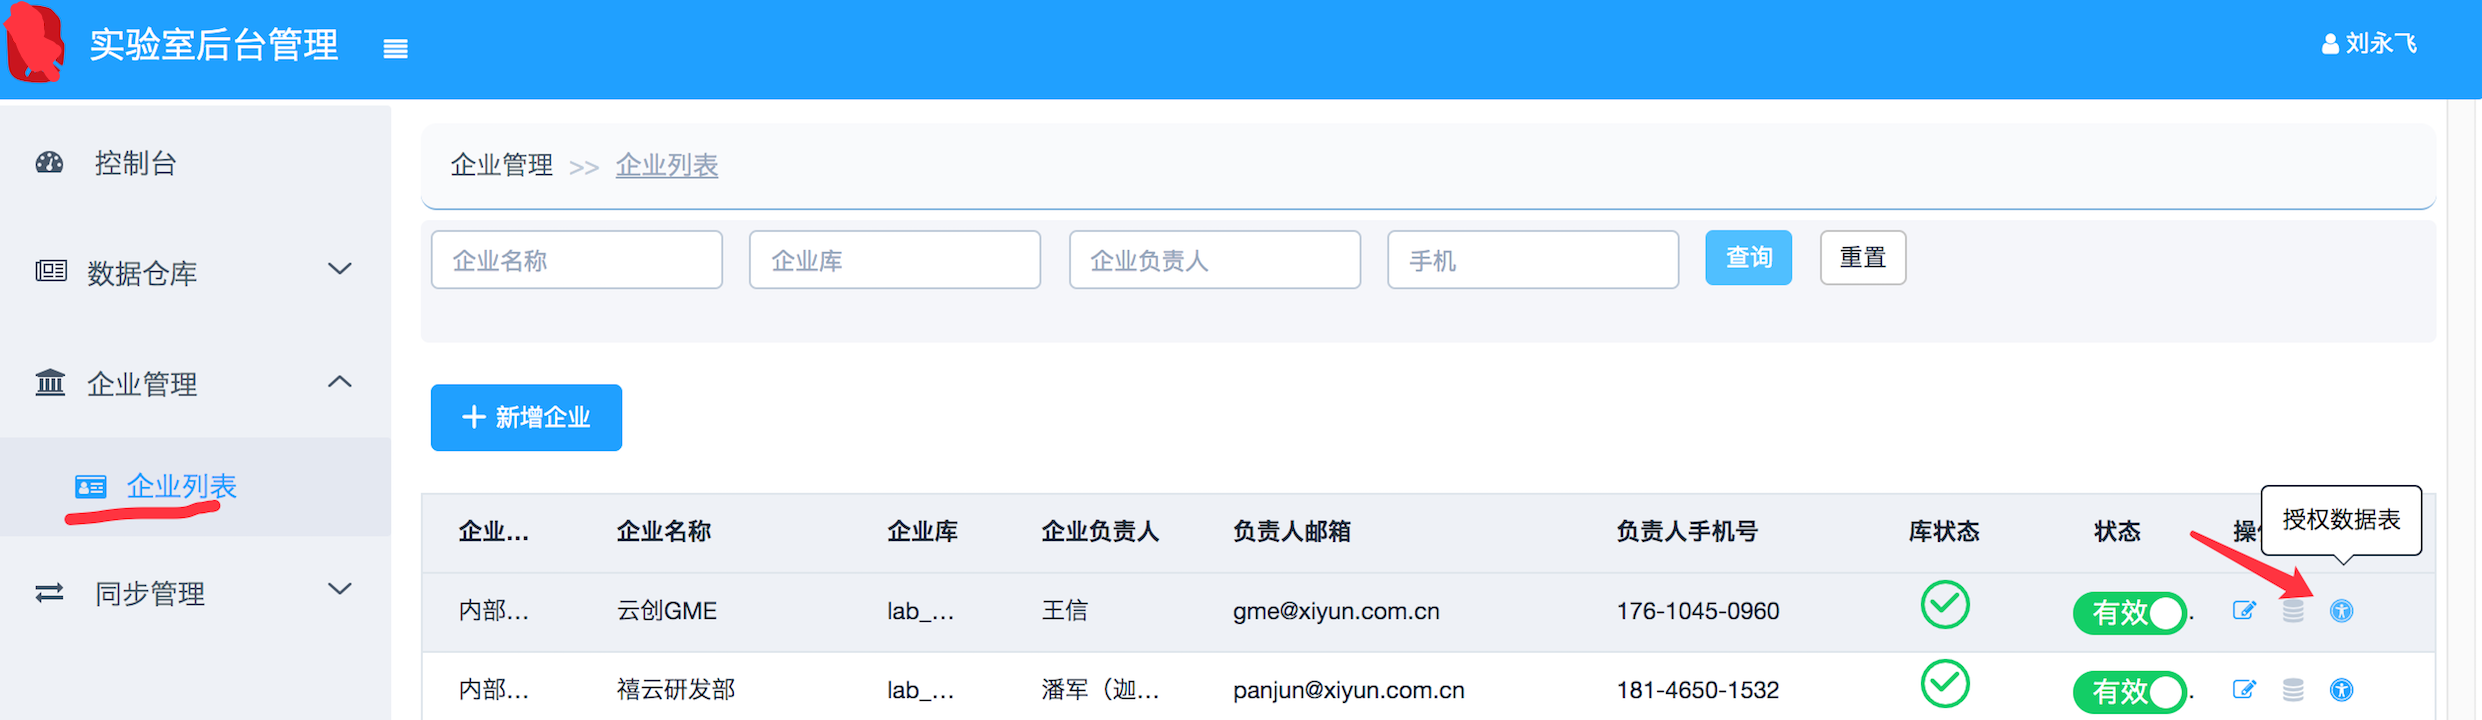 实验室后台管理
刘永飞
控制台
数据仓库
企业管理
企业列表
同步管理
企业管理 >> 企业列表
企业名称 企业库 企业负责人 手机 查询 重置
新增企业
授权数据表
企业... 企业名称 企业库 企业负责人 负责人邮箱 负责人手机号 库状态 状态 操
内部... 云创GME lab_... 王信 gme@xiyun.com.cn 176-1045-0960 有效
内部... 禧云研发部 lab_... 潘军（迦... panjun@xiyun.com.cn 181-4650-1532 有效